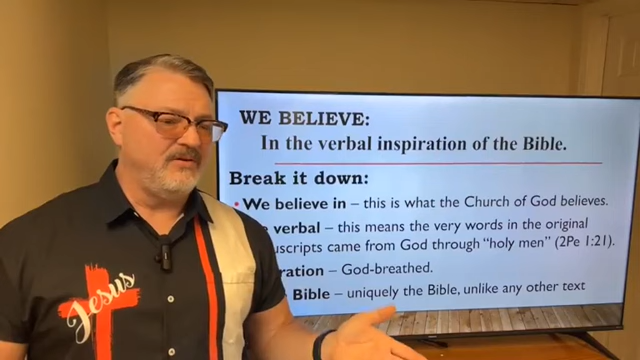 Jesus
WE BELIEVE:
In the verbal inspiration of the Bible.
Break it down:
• We believe in – this is what the Church of God believes.
verbal – this means the very words in the original
came from God through “holy men” (2Pe 1:21).
– God-breathed.
Bible – uniquely the Bible, unlike any other text